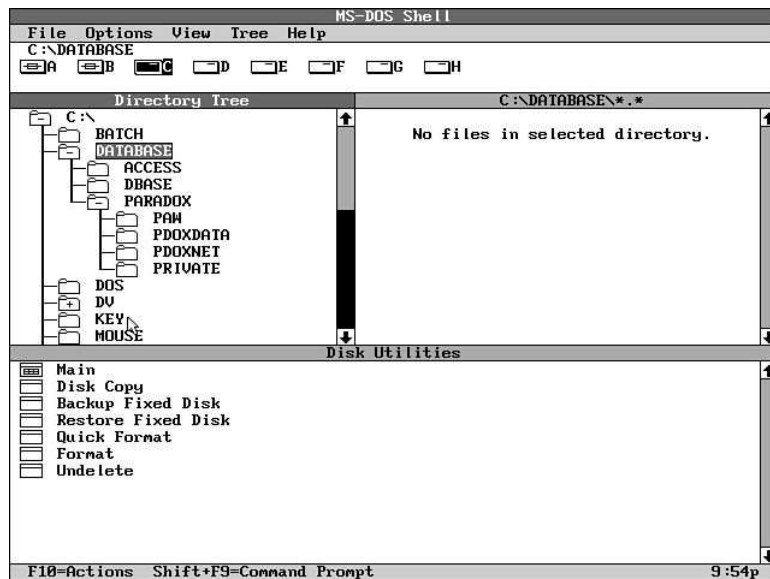 MS-DOS Shell
File Options View Tree Help
C:\DATABASE
A B C D E F G H
Directory Tree
C:\DATABASE\*.*
C:\
BATCH
DATABASE
ACCESS
DBASE
PARADOX
PAW
PDOXDATA
PDOXNET
PRIVATE
DOS
DV
KEY
MOUSE
No files in selected directory.
Disk Utilities
Main
Disk Copy
Backup Fixed Disk
Restore Fixed Disk
Quick Format
Format
Undelete
F10=Actions Shift+F9=Command Prompt 9:54p